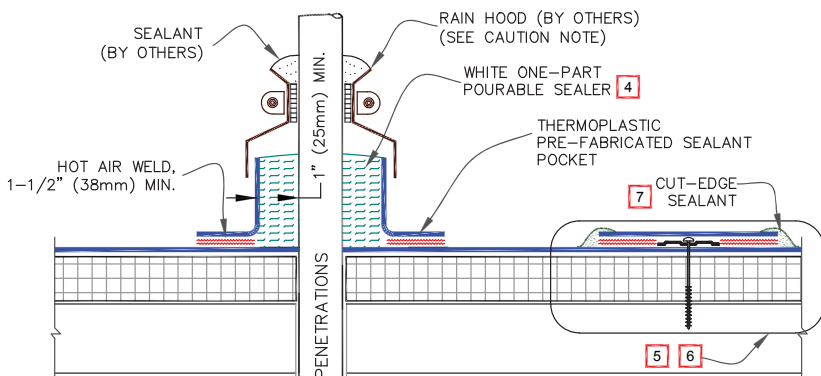 SEALANT
(BY OTHERS)
RAIN HOOD (BY OTHERS)
(SEE CAUTION NOTE)
WHITE ONE-PART
POURABLE SEALER 4
THERMOPLASTIC
PRE-FABRICATED SEALANT
POCKET
HOT AIR WELD,
1-1/2" (38mm) MIN.
1" (25mm) MIN.
7 CUT-EDGE
SEALANT
PENETRATIONS
5 6